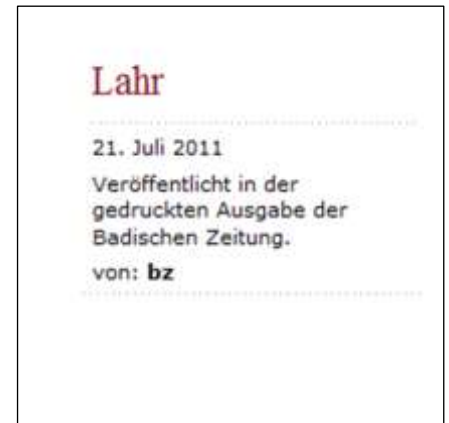 Lahr
21. Juli 2011
Veröffentlicht in der
gedruckten Ausgabe der
Badischen Zeitung.
von: bz